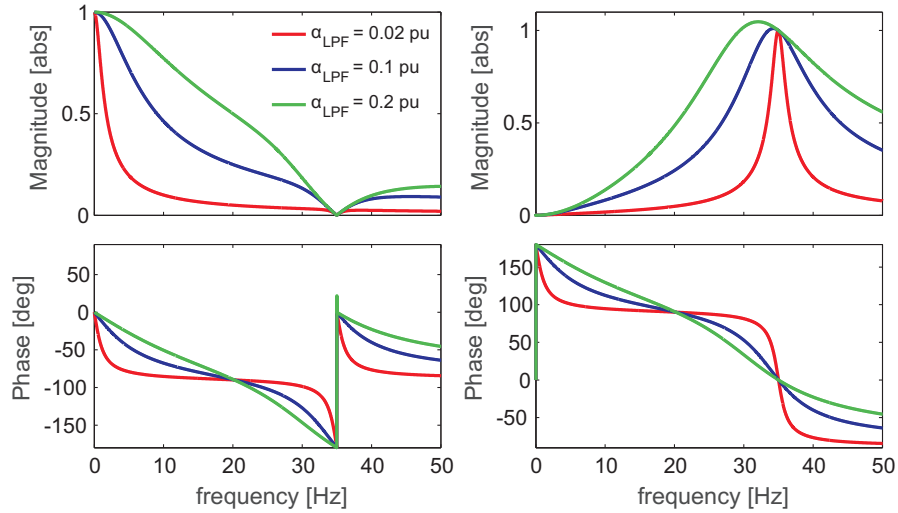 Magnitude [abs]
1
0.5
0
α_LPF = 0.02 pu
α_LPF = 0.1 pu
α_LPF = 0.2 pu
Magnitude [abs]
1
0.5
0
Phase [deg]
50
0
-50
-100
-150
0 10 20 30 40 50
frequency [Hz]
Phase [deg]
150
100
50
0
-50
0 10 20 30 40 50
frequency [Hz]